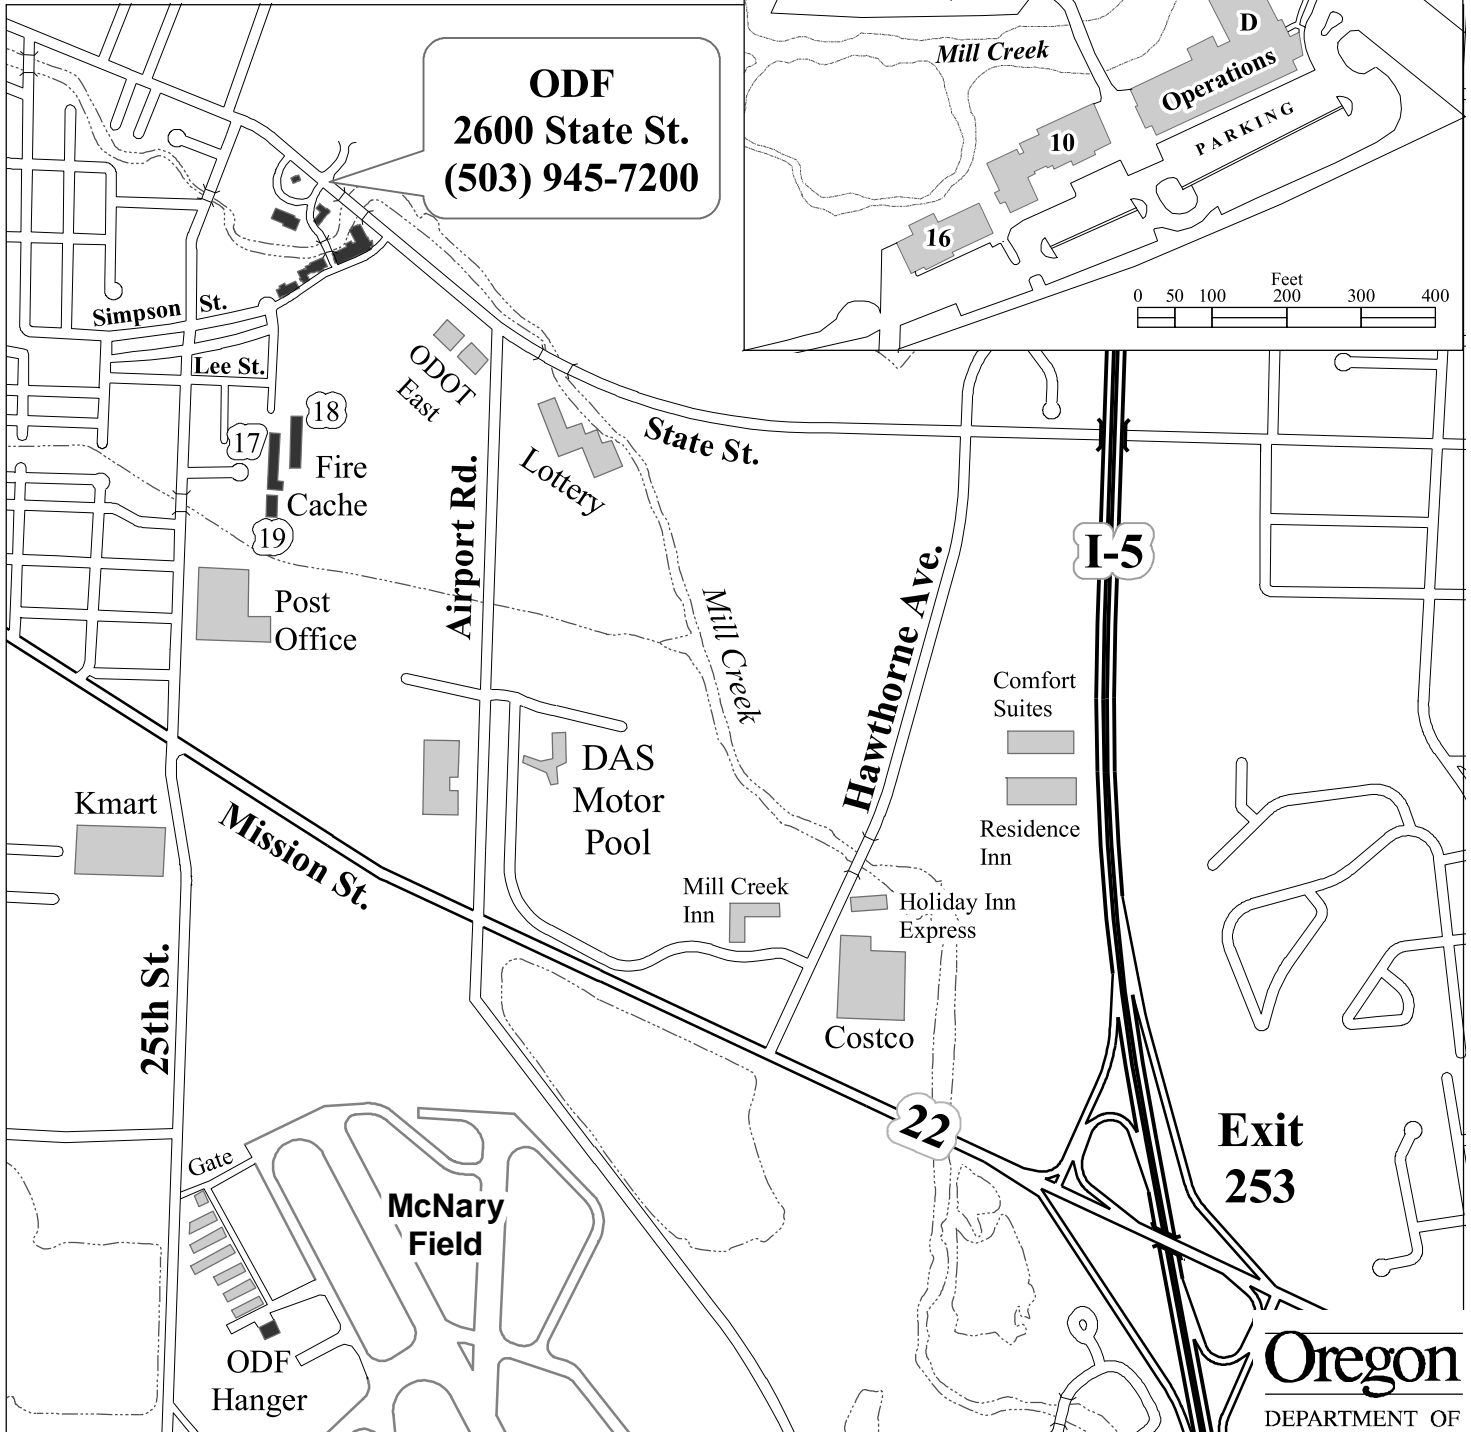 ODF
2600 State St.
(503) 945-7200
D
Operations
Mill Creek
10
16
PARKING
Feet
0 50 100 200 300 400
Simpson St.
Lee St.
ODOT
East
18
17
Fire
Cache
19
Lottery
State St.
Airport Rd.
I-5
Post
Office
Mill Creek
Hawthorne Ave.
Comfort
Suites
Residence
Inn
DAS
Motor
Pool
Kmart
Mission St.
Mill Creek
Inn
Holiday Inn
Express
Costco
25th St.
22
Exit
253
Gate
McNary
Field
ODF
Hanger
Oregon
DEPARTMENT OF